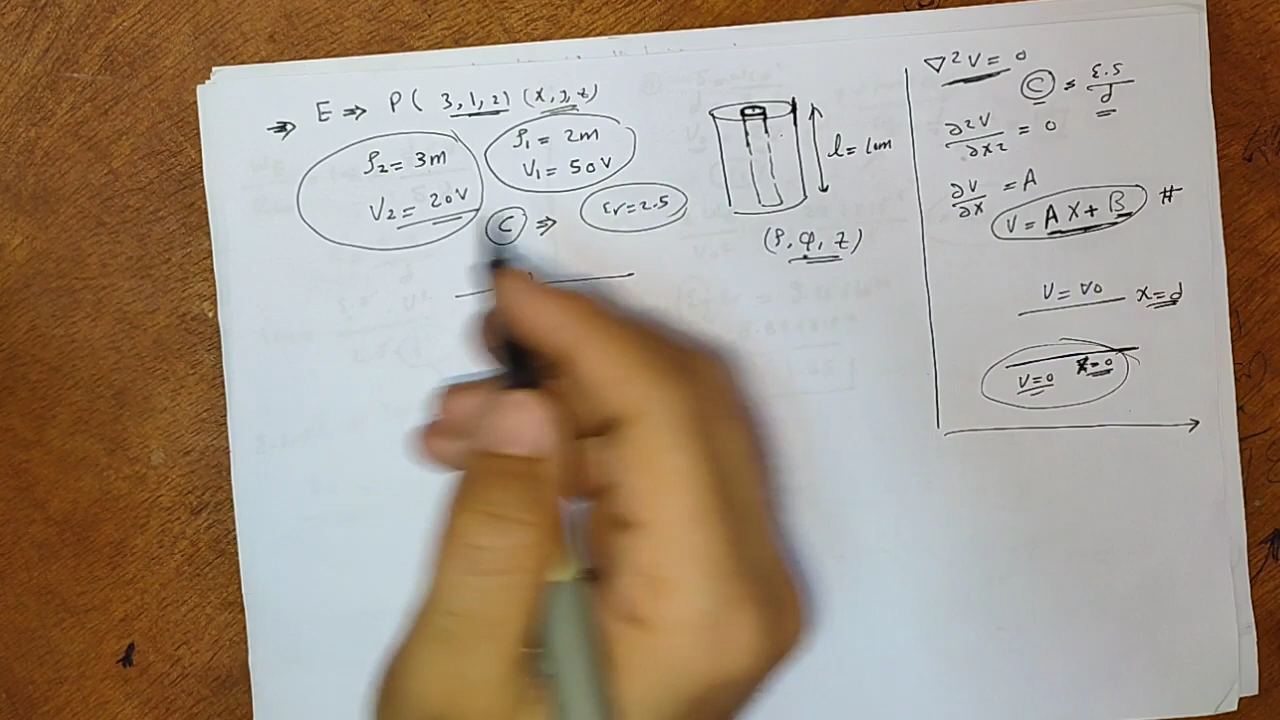 ⇒ E ⇒ P( 3,1,2) (x,y,z)
ρ1 = 2m
V1 = 50V
ρ2 = 3m
V2 = 20V
C ⇒ εr=2.5
(ρ, φ, z)
∇²V = 0
C = ε.S/d
∂²V/∂x² = 0
∂V/∂x = A
V = AX + B #
V = V0 x=d
V=0 x=0